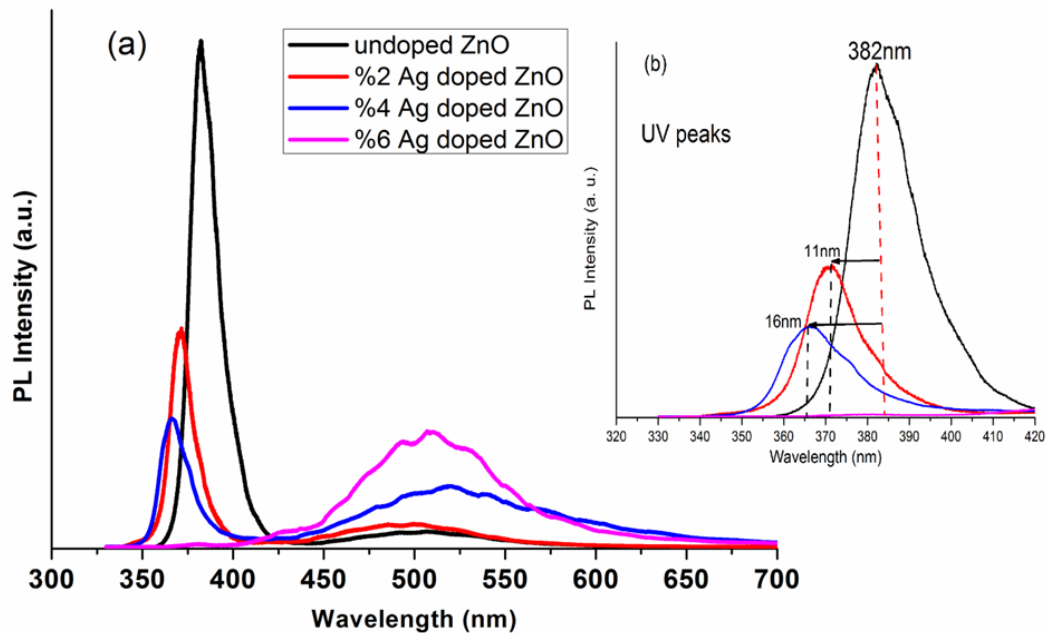 (a)
undoped ZnO
%2 Ag doped ZnO
%4 Ag doped ZnO
%6 Ag doped ZnO
PL Intensity (a.u.)
300 350 400 450 500 550 600 650 700
Wavelength (nm)
(b)
382nm
UV peaks
11nm
16nm
PL Intensity (a. u.)
320 330 340 350 360 370 380 390 400 410 420
Wavelength (nm)